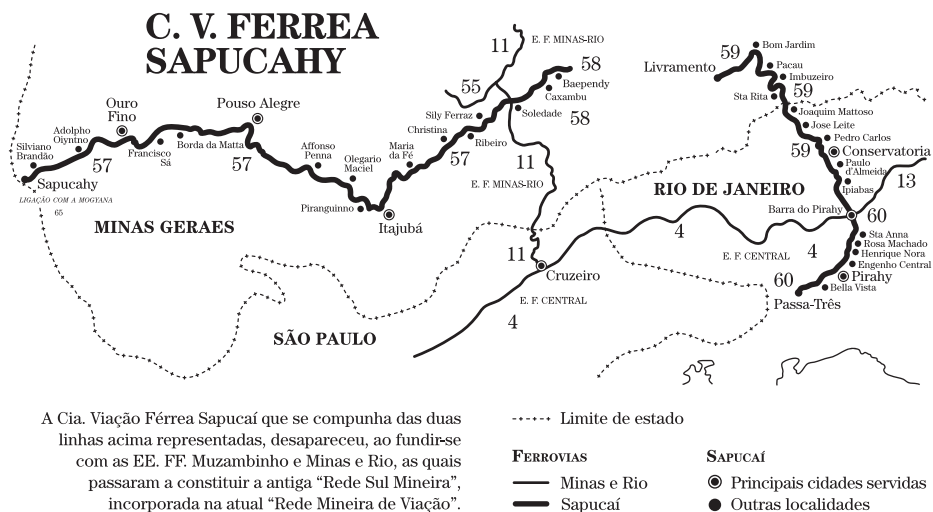 C. V. FERREA
SAPUCAHY
11
E. F. MINAS-RIO
58
55
Baependy
Caxambu
Sily Ferraz
Soledade
58
Christina
Ribeiro
57
11
Maria
da Fé
E. F. MINAS-RIO
Ouro
Fino
Pouso Alegre
Adolpho
Oiyntno
Silviano
Brandão
57
Francisco
Sá
Borda da Matta
57
Affonso
Penna
Olegario
Maciel
Sapucahy
LIGAÇÃO COM A MOGYANA
65
Piranguinno
Itajubá
MINAS GERAES
11
Cruzeiro
E. F. CENTRAL
4
SÃO PAULO
59
Bom Jardim
Livramento
Pacau
Imbuzeiro
Sta Rita
59
Joaquim Mattoso
Jose Leite
Pedro Carlos
59
Conservatoria
Paulo
d'Almeida
Ipiabas
13
RIO DE JANEIRO
Barra do Pirahy
60
4
4
E. F. CENTRAL
Sta Anna
Rosa Machado
Henrique Nora
Engenho Central
60
Pirahy
Bella Vista
Passa-Três
A Cia. Viação Férrea Sapucaí que se compunha das duas
linhas acima representadas, desapareceu, ao fundir-se
com as EE. FF. Muzambinho e Minas e Rio, as quais
passaram a constituir a antiga “Rede Sul Mineira”,
incorporada na atual “Rede Mineira de Viação”.
Limite de estado
FERROVIAS
Minas e Rio
Sapucaí
SAPUCAÍ
Principais cidades servidas
Outras localidades